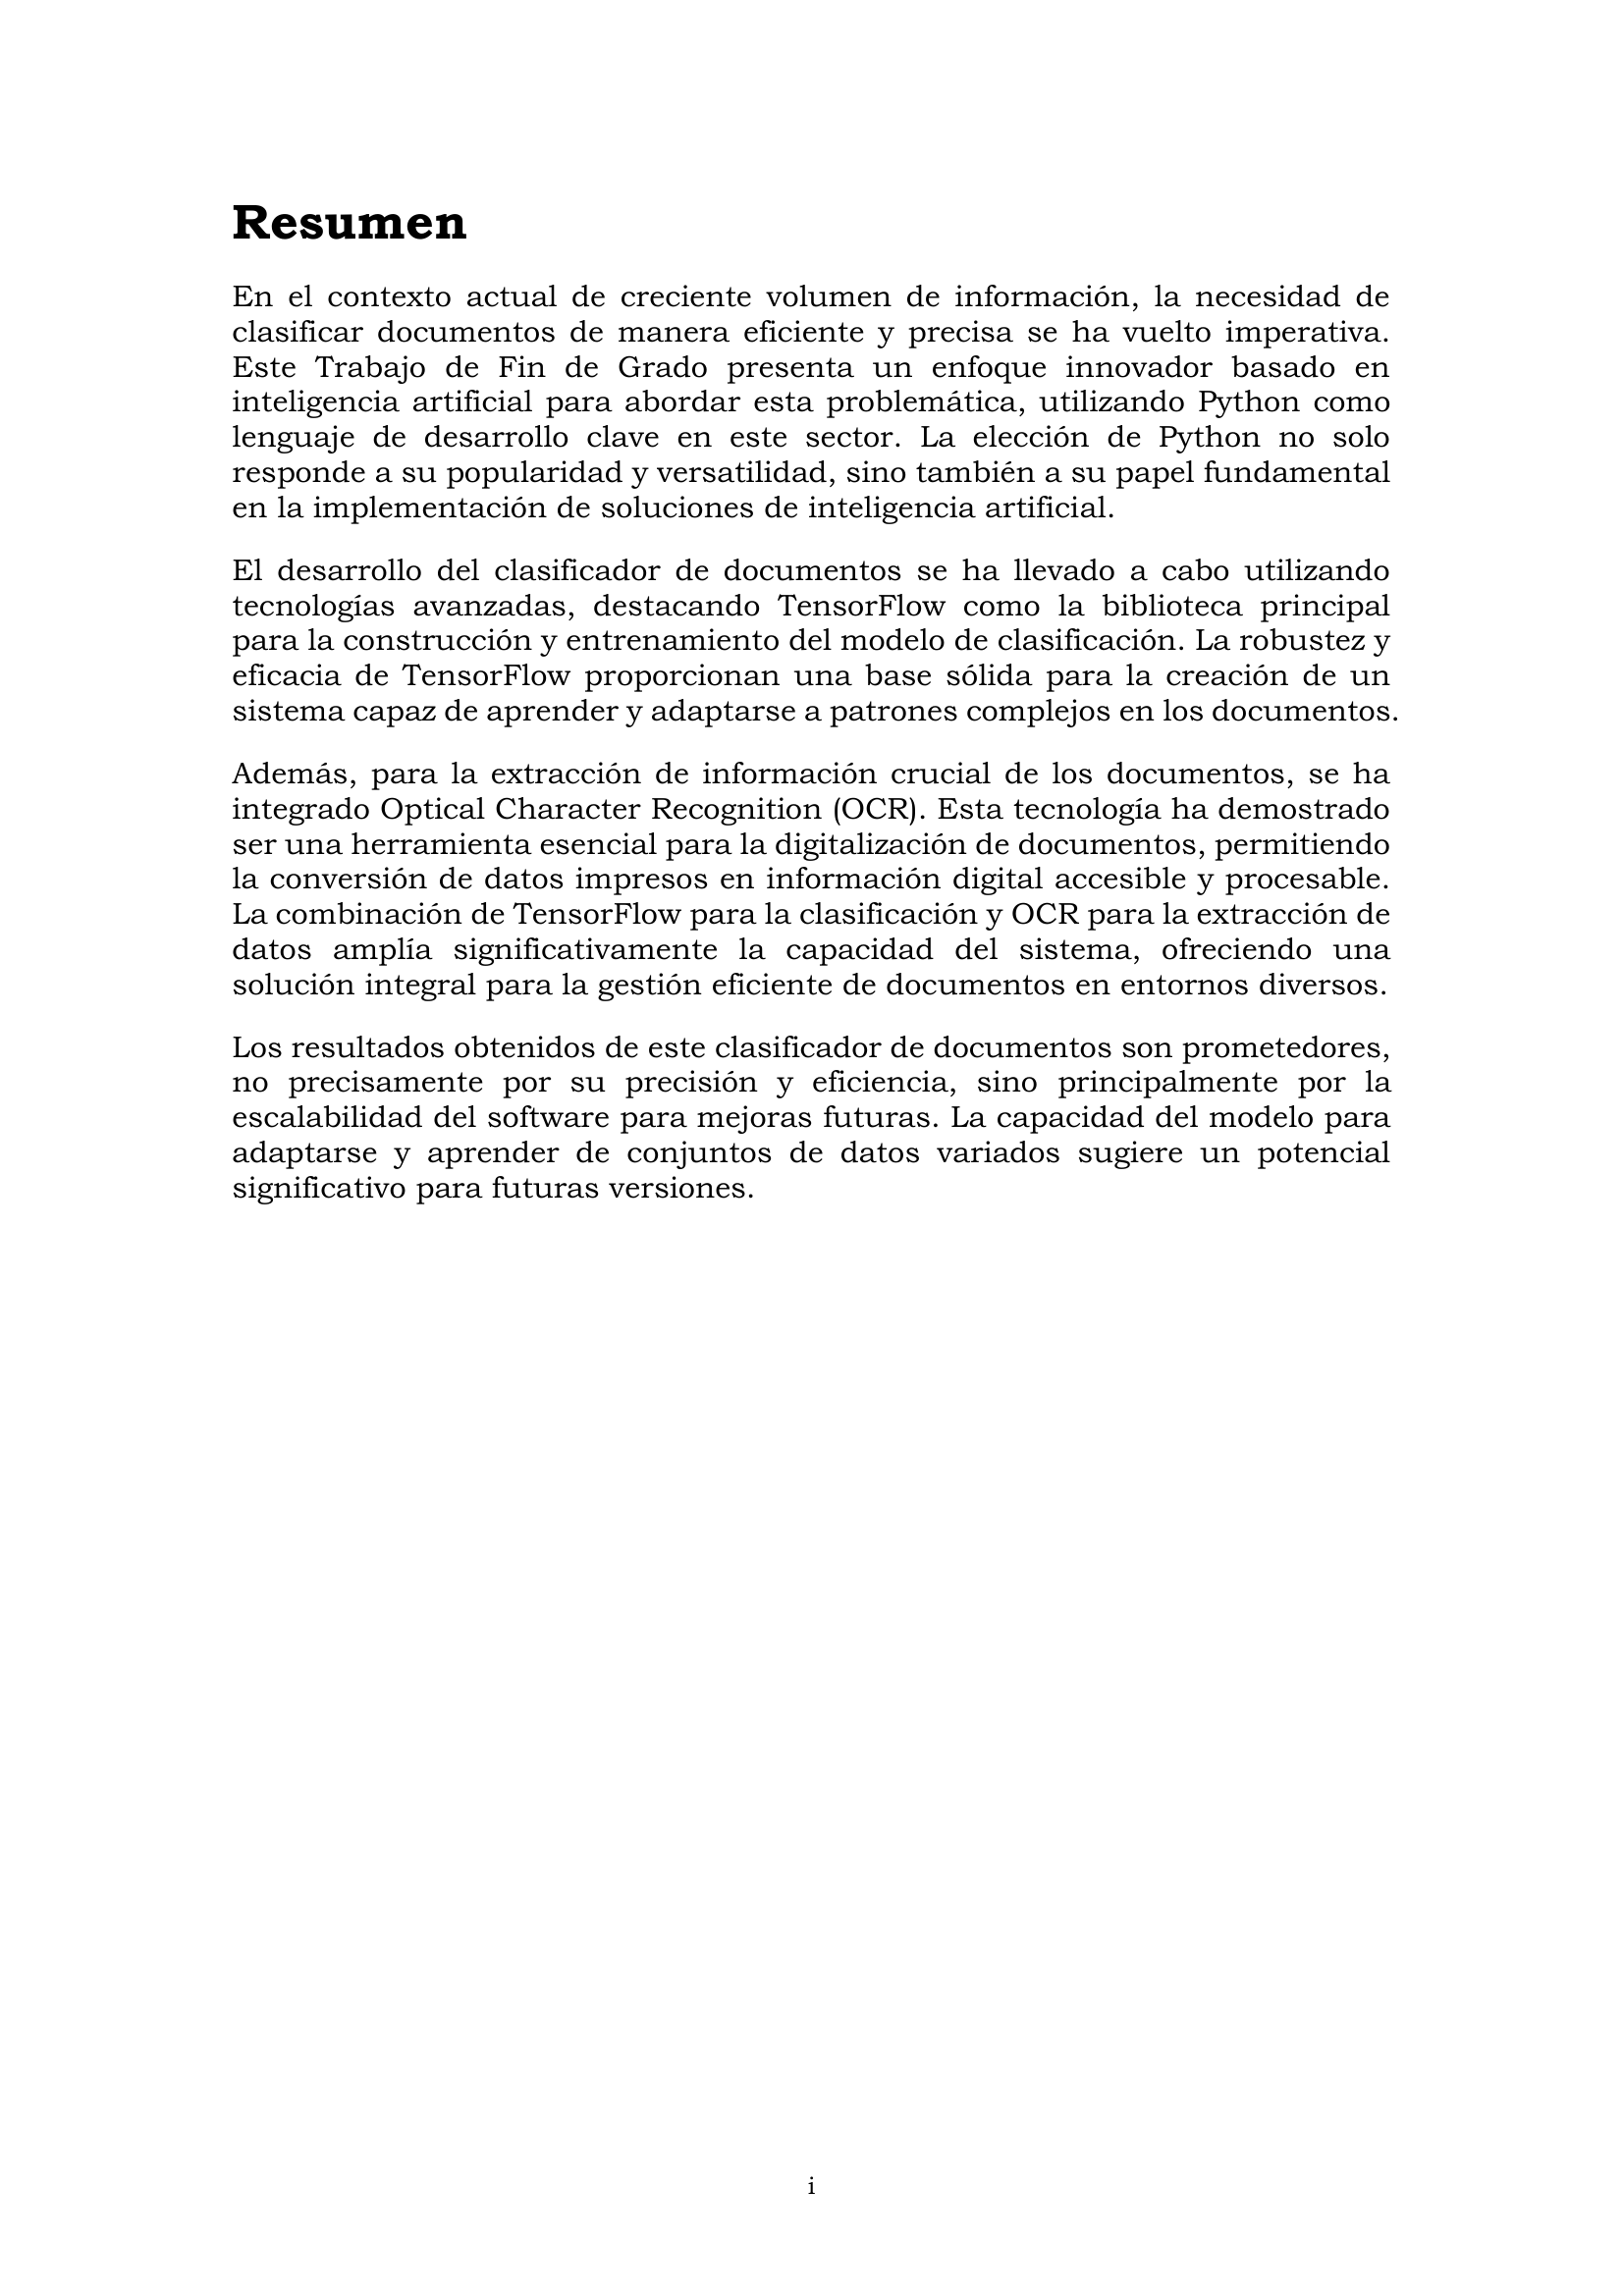 Resumen
En el contexto actual de creciente volumen de información, la necesidad de
clasificar documentos de manera eficiente y precisa se ha vuelto imperativa.
Este Trabajo de Fin de Grado presenta un enfoque innovador basado en
inteligencia artificial para abordar esta problemática, utilizando Python como
lenguaje de desarrollo clave en este sector. La elección de Python no solo
responde a su popularidad y versatilidad, sino también a su papel fundamental
en la implementación de soluciones de inteligencia artificial.
El desarrollo del clasificador de documentos se ha llevado a cabo utilizando
tecnologías avanzadas, destacando TensorFlow como la biblioteca principal
para la construcción y entrenamiento del modelo de clasificación. La robustez y
eficacia de TensorFlow proporcionan una base sólida para la creación de un
sistema capaz de aprender y adaptarse a patrones complejos en los documentos.
Además, para la extracción de información crucial de los documentos, se ha
integrado Optical Character Recognition (OCR). Esta tecnología ha demostrado
ser una herramienta esencial para la digitalización de documentos, permitiendo
la conversión de datos impresos en información digital accesible y procesable.
La combinación de TensorFlow para la clasificación y OCR para la extracción de
datos amplía significativamente la capacidad del sistema, ofreciendo una
solución integral para la gestión eficiente de documentos en entornos diversos.
Los resultados obtenidos de este clasificador de documentos son prometedores,
no precisamente por su precisión y eficiencia, sino principalmente por la
escalabilidad del software para mejoras futuras. La capacidad del modelo para
adaptarse y aprender de conjuntos de datos variados sugiere un potencial
significativo para futuras versiones.
i